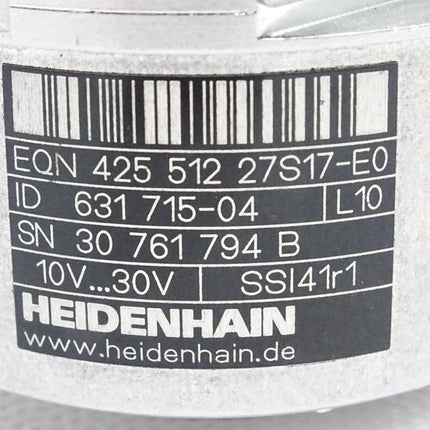 EQN 425 512 27S17-E0
ID 631 715-04 L10
SN 30 761 794 B
10V...30V SSI41r1
HEIDENHAIN
www.heidenhain.de